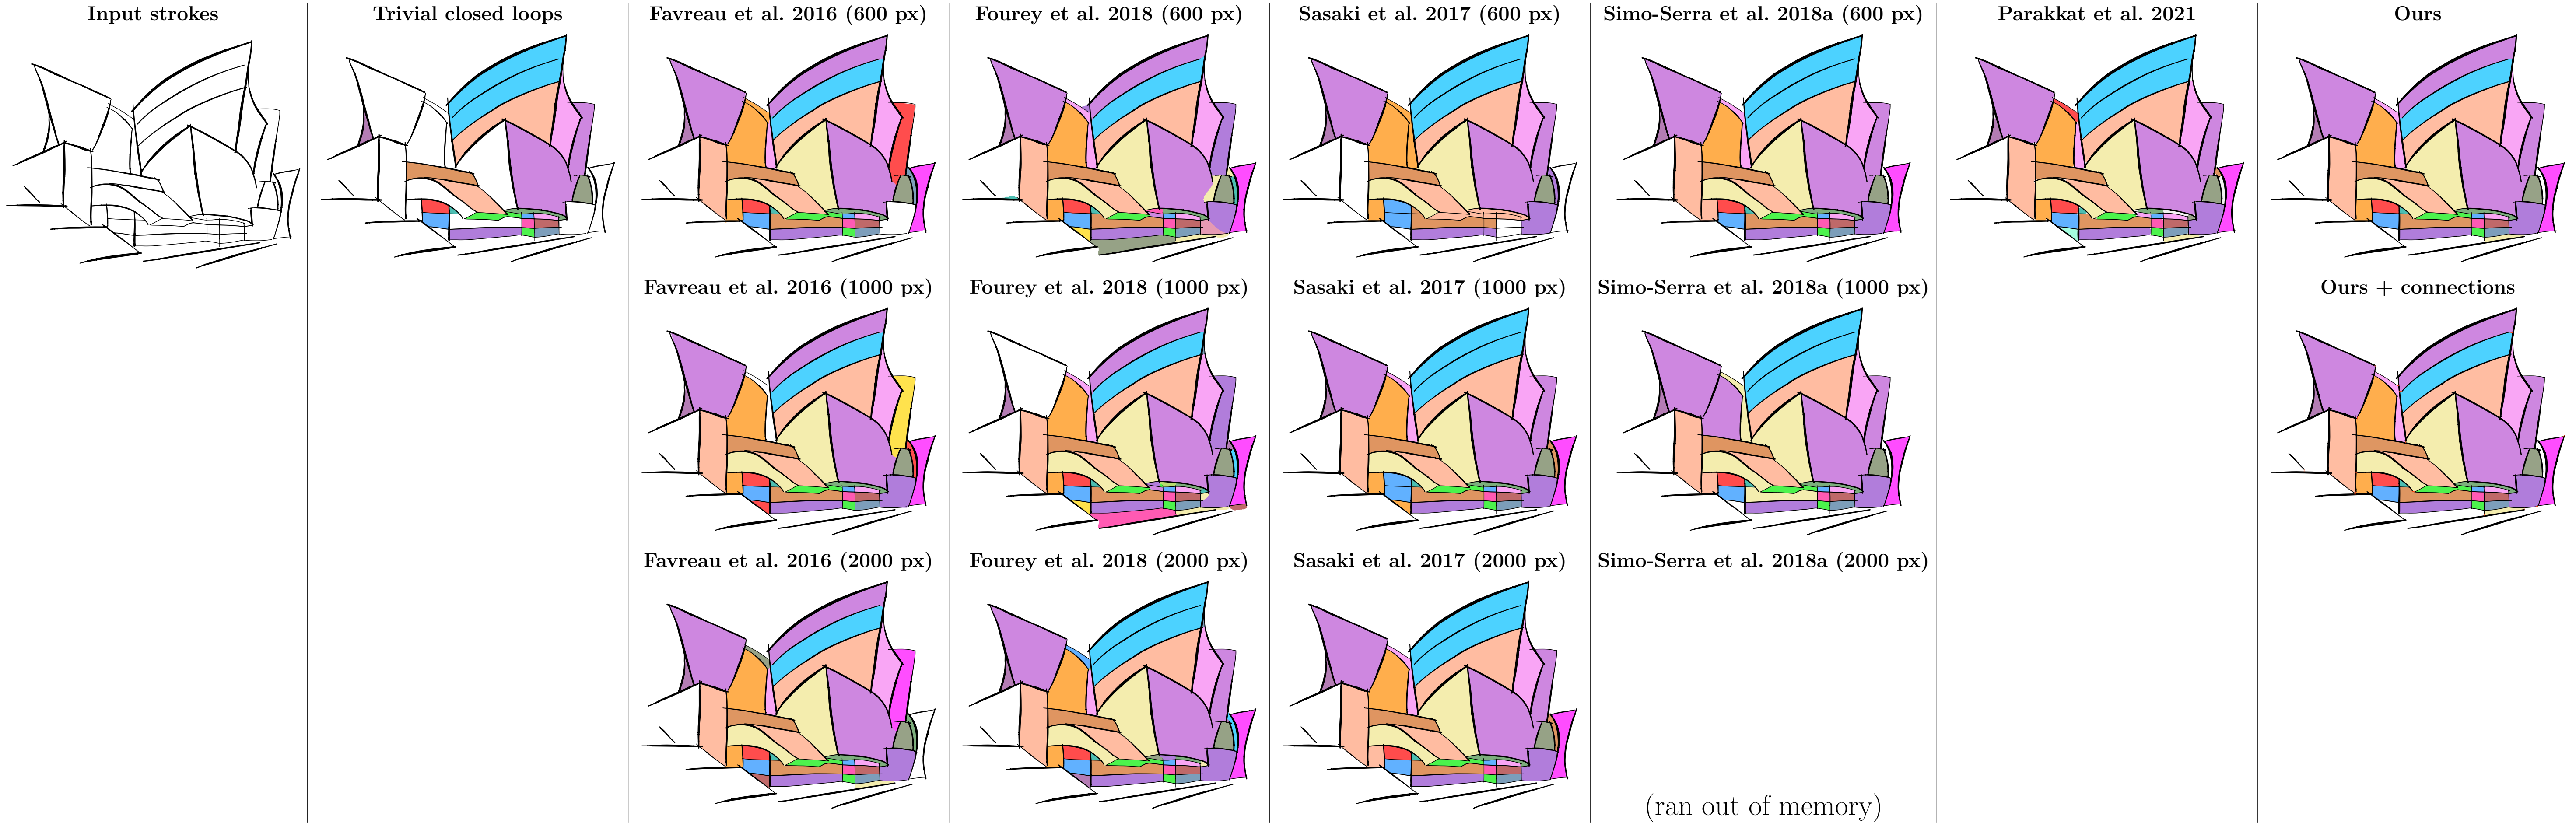 Input strokes
Trivial closed loops
Favreau et al. 2016 (600 px)
Fourey et al. 2018 (600 px)
Sasaki et al. 2017 (600 px)
Simo-Serra et al. 2018a (600 px)
Parakkat et al. 2021
Ours
Favreau et al. 2016 (1000 px)
Fourey et al. 2018 (1000 px)
Sasaki et al. 2017 (1000 px)
Simo-Serra et al. 2018a (1000 px)
Ours + connections
Favreau et al. 2016 (2000 px)
Fourey et al. 2018 (2000 px)
Sasaki et al. 2017 (2000 px)
Simo-Serra et al. 2018a (2000 px)
(ran out of memory)